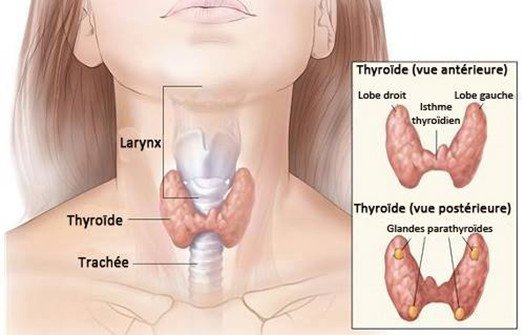 Larynx
Thyroïde
Trachée
Thyroïde (vue antérieure)
Lobe droit
Lobe gauche
Isthme
thyroïdien
Thyroïde (vue postérieure)
Glandes parathyroïdes